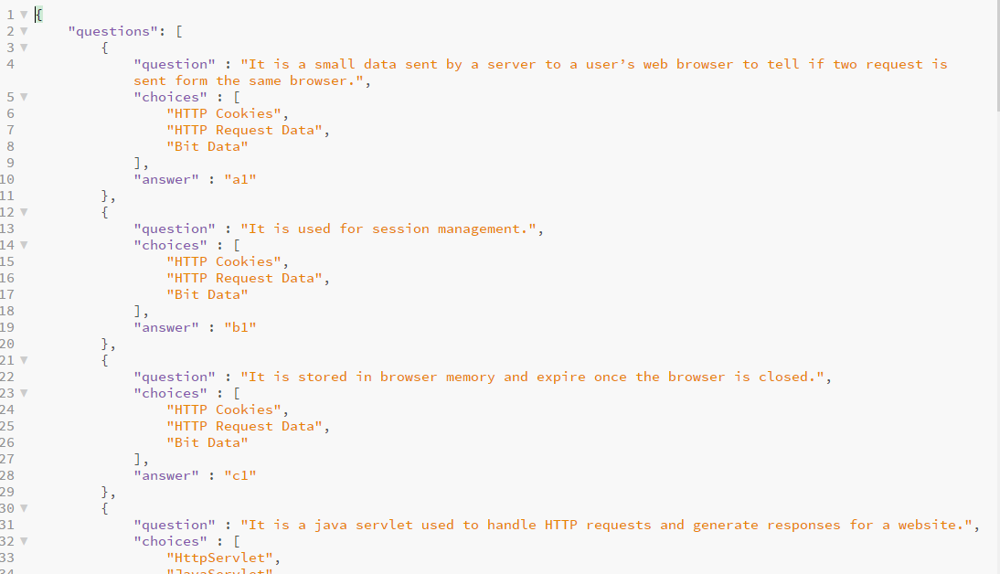 1 {
2 "questions": [
3 {
4 "question" : "It is a small data sent by a server to a user’s web browser to tell if two request is
sent form the same browser.",
5 "choices" : [
6 "HTTP Cookies",
7 "HTTP Request Data",
8 "Bit Data"
9 ],
10 "answer" : "a1"
11 },
12 {
13 "question" : "It is used for session management.",
14 "choices" : [
15 "HTTP Cookies",
16 "HTTP Request Data",
17 "Bit Data"
18 ],
19 "answer" : "b1"
20 },
21 {
22 "question" : "It is stored in browser memory and expire once the browser is closed.",
23 "choices" : [
24 "HTTP Cookies",
25 "HTTP Request Data",
26 "Bit Data"
27 ],
28 "answer" : "c1"
29 },
30 {
31 "question" : "It is a java servlet used to handle HTTP requests and generate responses for a website.",
32 "choices" : [
33 "HttpServlet",
34 "JavaServlet"